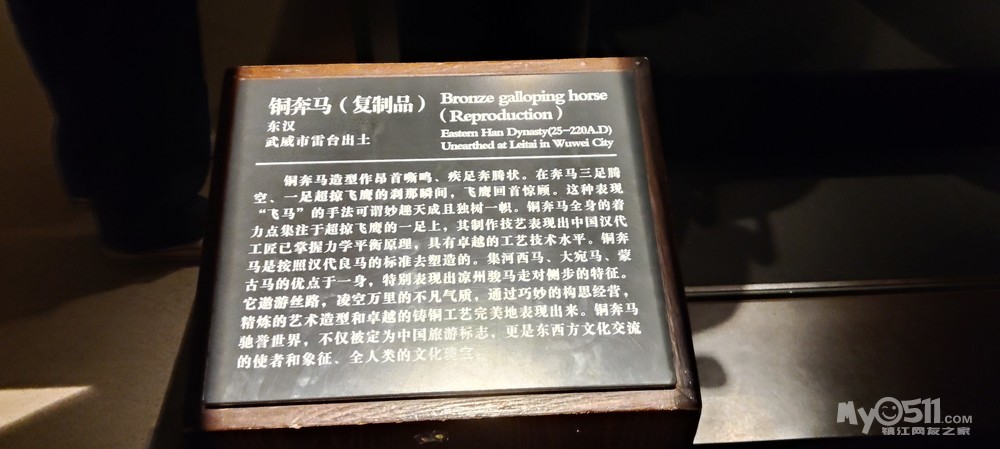 铜奔马（复制品）
Bronze galloping horse
(Reproduction)
东汉
武威市雷台出土
Eastern Han Dynasty(25-220A.D)
Unearthed at Leitai in Wuwei City
铜奔马造型作昂首嘶鸣、疾足奔腾状。在奔马三足腾
空、一足超掠飞鹰的刹那瞬间，飞鹰回首惊顾。这种表现
“飞马”的手法可谓妙趣天成且独树一帜。铜奔马全身的着
力点集注于超掠飞鹰的一足上，其制作技艺表现出中国汉代
工匠已掌握力学平衡原理，具有卓越的工艺技术水平。铜奔
马是按照汉代良马的标准去塑造的。集河西马、大宛马、蒙
古马的优点于一身，特别表现出凉州骏马走对侧步的特征。
它遨游丝路，凌空万里的不凡气质，通过巧妙的构思经营，
精炼的艺术造型和卓越的铸铜工艺完美地表现出来。铜奔马
驰誉世界，不仅被定为中国旅游标志，更是东西方文化交流
的使者和象征、全人类的文化
My0511.COM
镇江网友之家